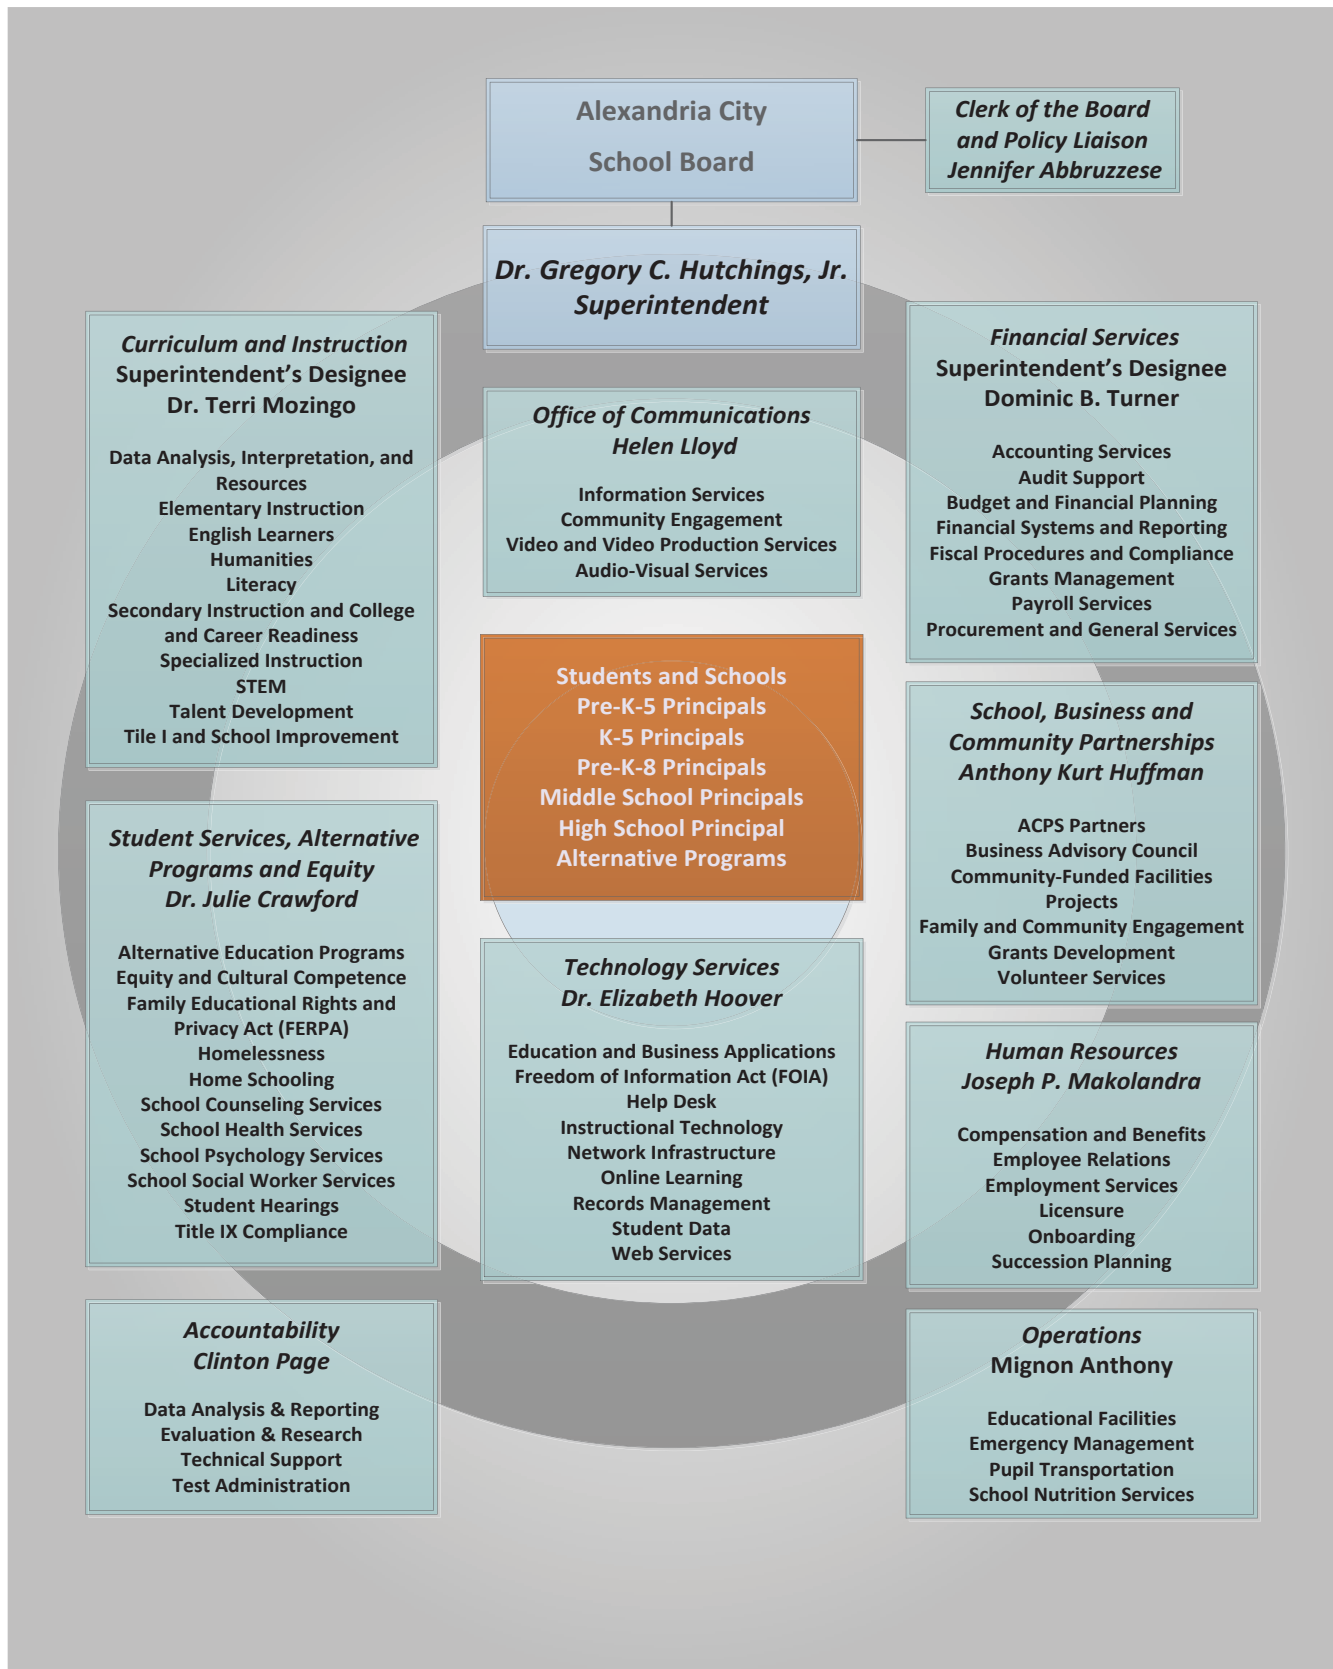 Alexandria City
School Board
Clerk of the Board
and Policy Liaison
Jennifer Abbruzzese
Dr. Gregory C. Hutchings, Jr.
Superintendent
Curriculum and Instruction
Superintendent’s Designee
Dr. Terri Mozingo
Data Analysis, Interpretation, and
Resources
Elementary Instruction
English Learners
Humanities
Literacy
Secondary Instruction and College
and Career Readiness
Specialized Instruction
STEM
Talent Development
Tile I and School Improvement
Office of Communications
Helen Lloyd
Information Services
Community Engagement
Video and Video Production Services
Audio-Visual Services
Financial Services
Superintendent’s Designee
Dominic B. Turner
Accounting Services
Audit Support
Budget and Financial Planning
Financial Systems and Reporting
Fiscal Procedures and Compliance
Grants Management
Payroll Services
Procurement and General Services
Students and Schools
Pre-K-5 Principals
K-5 Principals
Pre-K-8 Principals
Middle School Principals
High School Principal
Alternative Programs
School, Business and
Community Partnerships
Anthony Kurt Huffman
ACPS Partners
Business Advisory Council
Community-Funded Facilities
Projects
Family and Community Engagement
Grants Development
Volunteer Services
Student Services, Alternative
Programs and Equity
Dr. Julie Crawford
Alternative Education Programs
Equity and Cultural Competence
Family Educational Rights and
Privacy Act (FERPA)
Homelessness
Home Schooling
School Counseling Services
School Health Services
School Psychology Services
School Social Worker Services
Student Hearings
Title IX Compliance
Technology Services
Dr. Elizabeth Hoover
Education and Business Applications
Freedom of Information Act (FOIA)
Help Desk
Instructional Technology
Network Infrastructure
Online Learning
Records Management
Student Data
Web Services
Human Resources
Joseph P. Makolandra
Compensation and Benefits
Employee Relations
Employment Services
Licensure
Onboarding
Succession Planning
Accountability
Clinton Page
Data Analysis & Reporting
Evaluation & Research
Technical Support
Test Administration
Operations
Mignon Anthony
Educational Facilities
Emergency Management
Pupil Transportation
School Nutrition Services